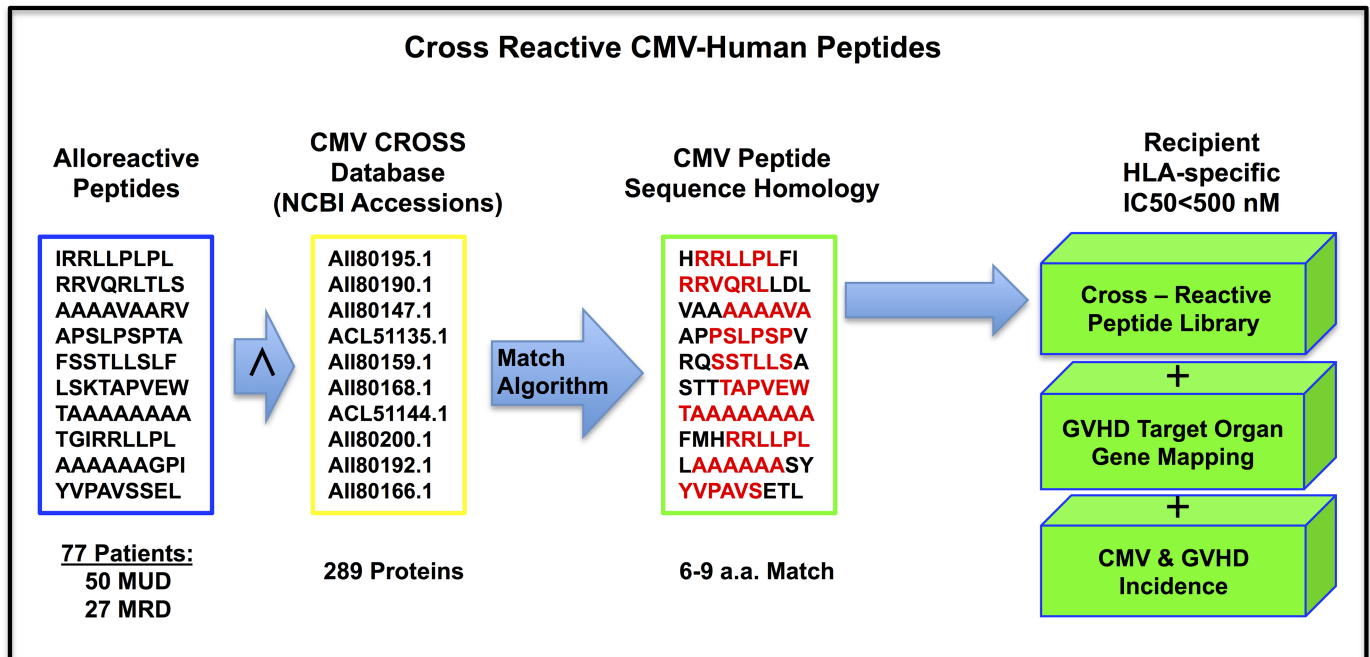 Cross Reactive CMV-Human Peptides
Alloreactive
Peptides
IRRLLPLPL
RRVQRLTLS
AAAAVAARV
APSLPSPTA
FSSTLLSLF
LSKTAPVEW
TAAAAAAAA
TGIRRLLPL
AAAAAAGPI
YVPAVSSEL
77 Patients:
50 MUD
27 MRD
^
CMV CROSS
Database
(NCBI Accessions)
AII80195.1
AII80190.1
AII80147.1
ACL51135.1
AII80159.1
AII80168.1
ACL51144.1
AII80200.1
AII80192.1
AII80166.1
289 Proteins
Match
Algorithm
CMV Peptide
Sequence Homology
HRRLLPLFI
RRVQRLLDL
VAAAAAAVA
APPSLPSPV
RQSSTLLSA
STTTAPVEW
TAAAAAAAA
FMHRRLLPL
LAAAAAASY
YVPAVSETL
6-9 a.a. Match
Recipient
HLA-specific
IC50<500 nM
Cross – Reactive
Peptide Library
+
GVHD Target Organ
Gene Mapping
+
CMV & GVHD
Incidence